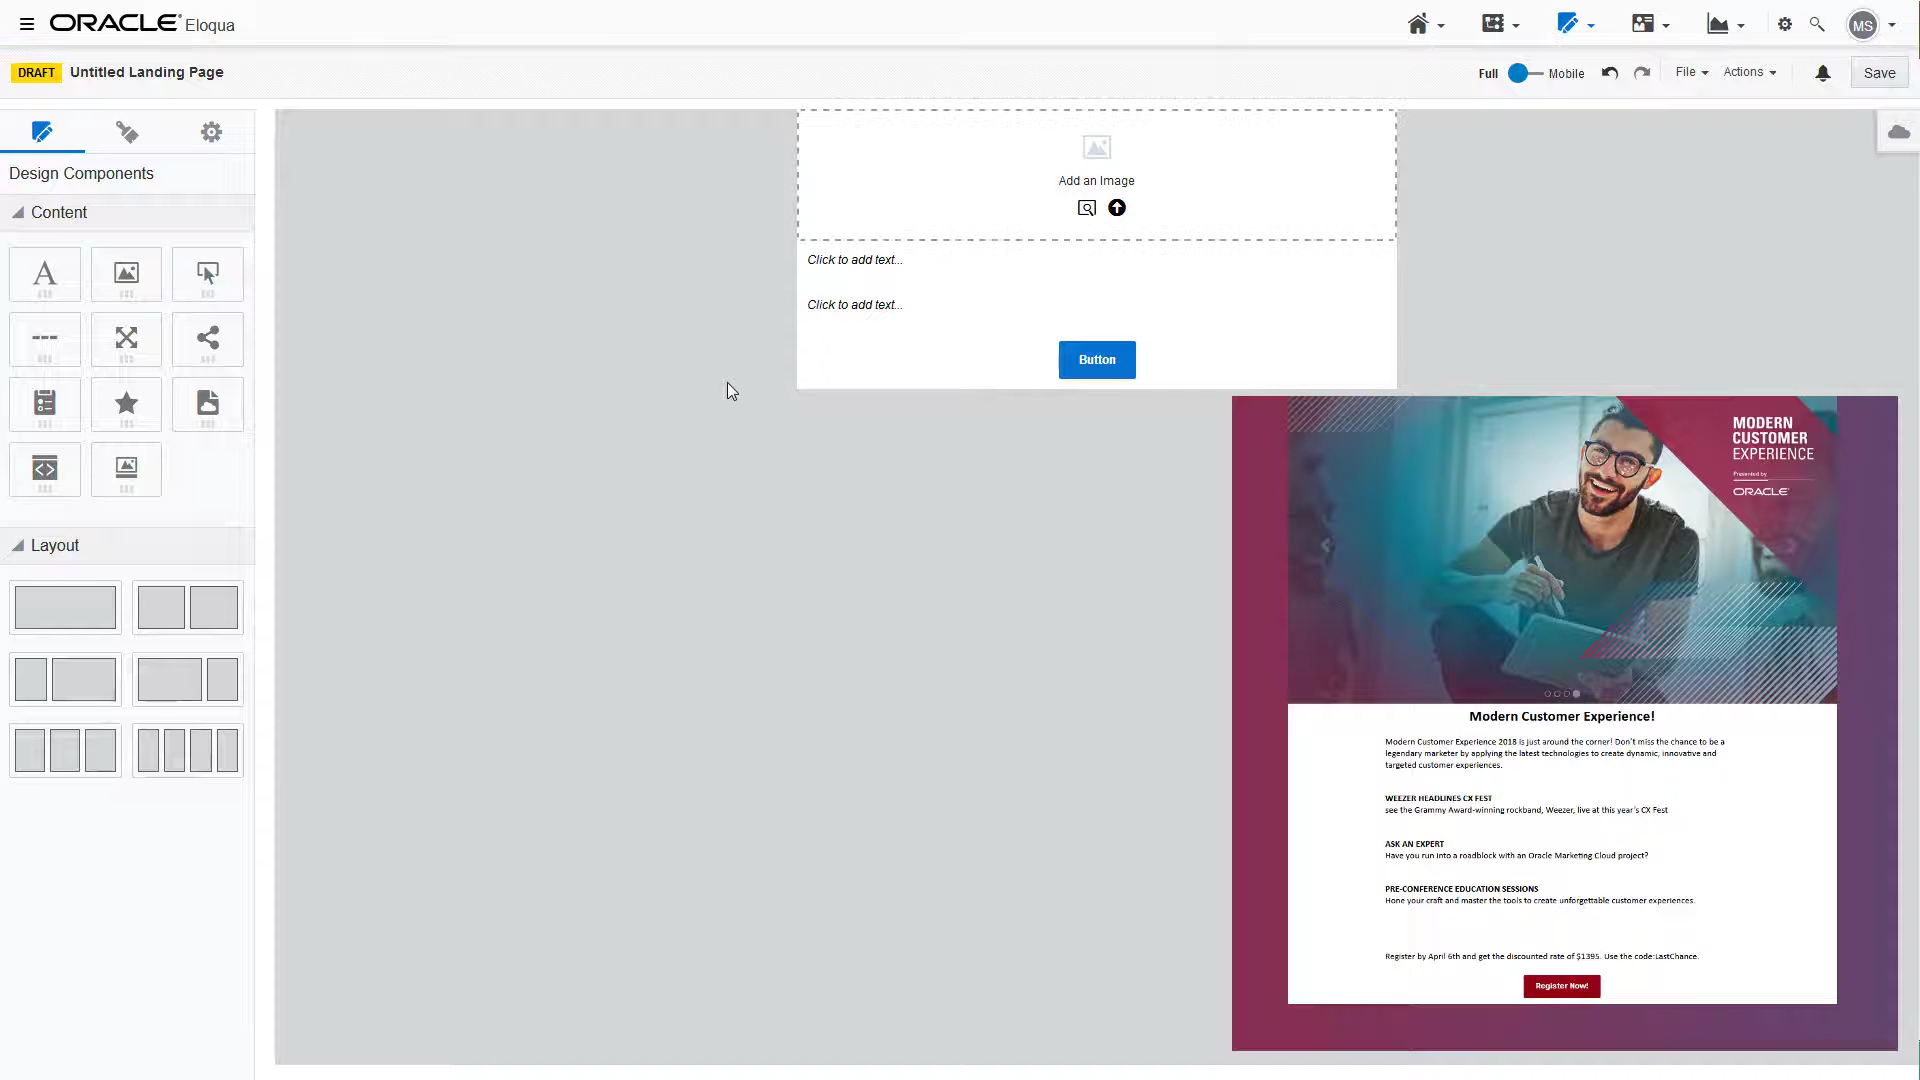 ORACLE Eloqua
MS
DRAFT Untitled Landing Page
Full Mobile File Actions Save
Design Components
Content
Layout
Add an Image
Click to add text...
Click to add text...
Button
MODERN
CUSTOMER
EXPERIENCE
Presented by
ORACLE
Modern Customer Experience!
Modern Customer Experience 2018 is just around the corner! Don't miss the chance to be a
legendary marketer by applying the latest technologies to create dynamic, innovative and
targeted customer experiences.
WEEZER HEADLINES CX FEST
see the Grammy Award-winning rockband, Weezer, live at this year's CX Fest
ASK AN EXPERT
Have you run into a roadblock with an Oracle Marketing Cloud project?
PRE-CONFERENCE EDUCATION SESSIONS
Hone your craft and master the tools to create unforgettable customer experiences.
Register by April 6th and get the discounted rate of $1395. Use the code:LastChance.
Register Now!